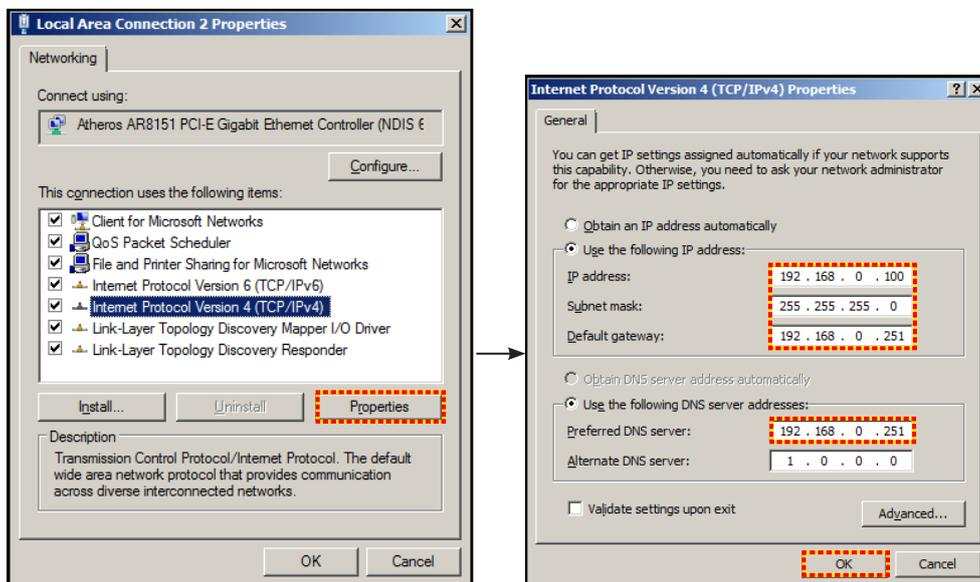 Local Area Connection 2 Properties
Networking
Connect using:
Atheros AR8151 PCI-E Gigabit Ethernet Controller (NDIS 6
Configure...
This connection uses the following items:
Client for Microsoft Networks
QoS Packet Scheduler
File and Printer Sharing for Microsoft Networks
Internet Protocol Version 6 (TCP/IPv6)
Internet Protocol Version 4 (TCP/IPv4)
Link-Layer Topology Discovery Mapper I/O Driver
Link-Layer Topology Discovery Responder
Install...
Uninstall
Properties
Description
Transmission Control Protocol/Internet Protocol. The default
wide area network protocol that provides communication
across diverse interconnected networks.
OK
Cancel
Internet Protocol Version 4 (TCP/IPv4) Properties
General
You can get IP settings assigned automatically if your network supports
this capability. Otherwise, you need to ask your network administrator
for the appropriate IP settings.
Obtain an IP address automatically
Use the following IP address:
IP address: 192 . 168 . 0 . 100
Subnet mask: 255 . 255 . 255 . 0
Default gateway: 192 . 168 . 0 . 251
Obtain DNS server address automatically
Use the following DNS server addresses:
Preferred DNS server: 192 . 168 . 0 . 251
Alternate DNS server: 1 . 0 . 0 . 0
Validate settings upon exit
Advanced...
OK
Cancel